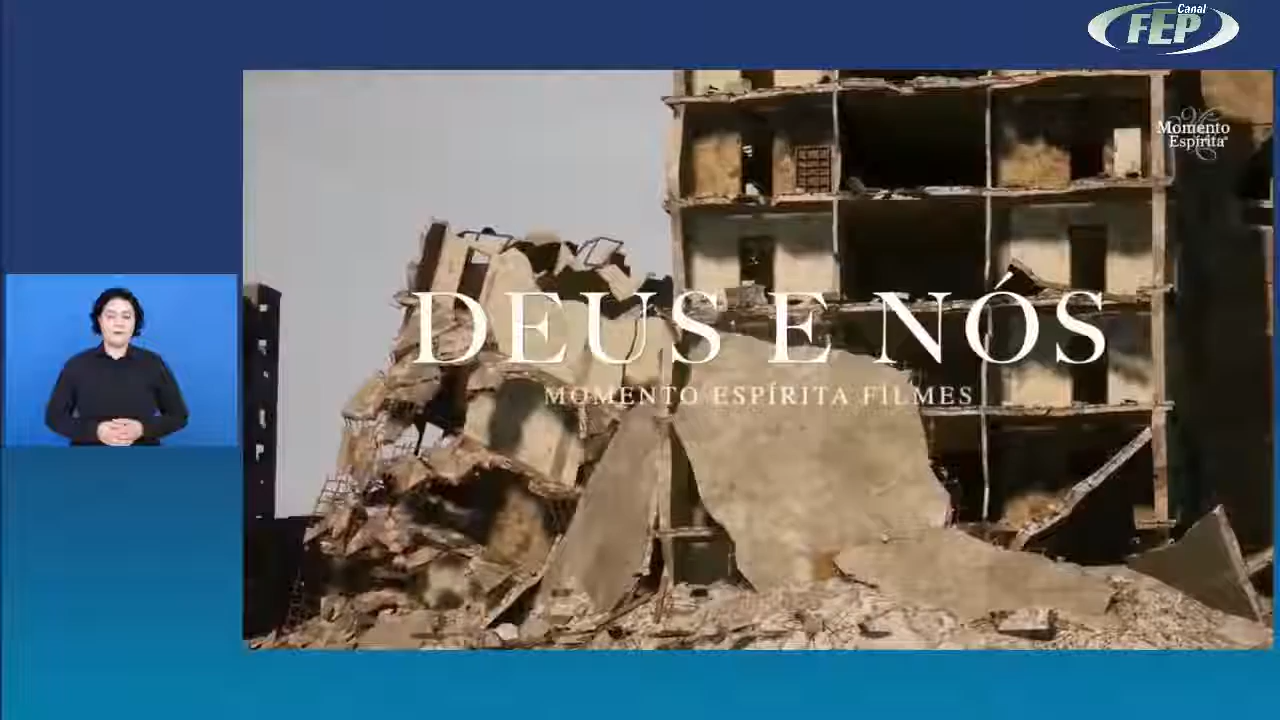 Canal
FEP
Momento
Espírita
DEUS E NÓS
MOMENTO ESPÍRITA FILMES